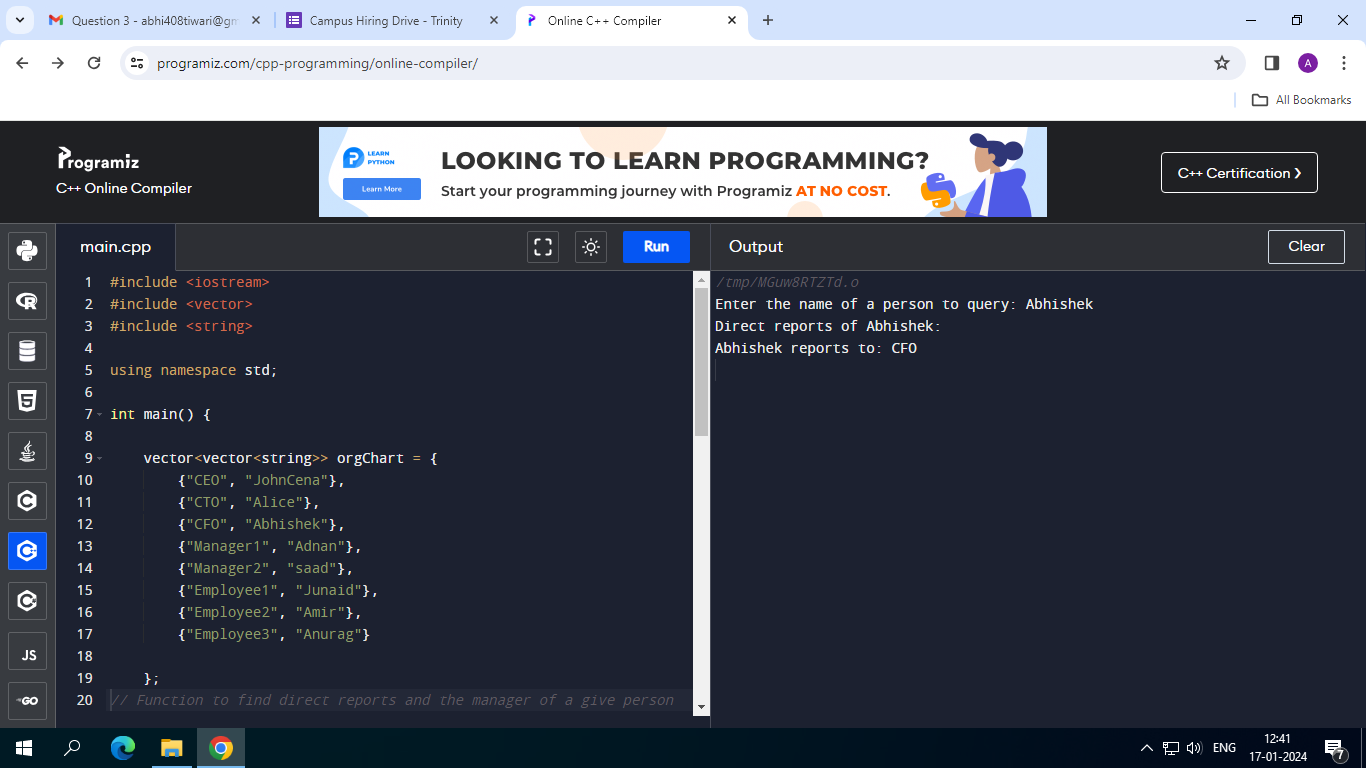 Question 3 - abhi408tiwari@gm
Campus Hiring Drive - Trinity
Online C++ Compiler
programiz.com/cpp-programming/online-compiler/
A
All Bookmarks
Programiz
C++ Online Compiler
LEARN
PYTHON
Learn More
LOOKING TO LEARN PROGRAMMING?
Start your programming journey with Programiz AT NO COST.
C++ Certification
main.cpp
Run
Output
Clear
1 #include <iostream>
2 #include <vector>
3 #include <string>
4
5 using namespace std;
6
7 int main() {
8
9 vector<vector<string>> orgChart = {
10 {"CEO", "JohnCena"},
11 {"CTO", "Alice"},
12 {"CFO", "Abhishek"},
13 {"Manager1", "Adnan"},
14 {"Manager2", "saad"},
15 {"Employee1", "Junaid"},
16 {"Employee2", "Amir"},
17 {"Employee3", "Anurag"}
18
19 };
20 // Function to find direct reports and the manager of a give person
/tmp/MGuw8RTZTd.o
Enter the name of a person to query: Abhishek
Direct reports of Abhishek:
Abhishek reports to: CFO
JS
GO
ENG
12:41
17-01-2024
7